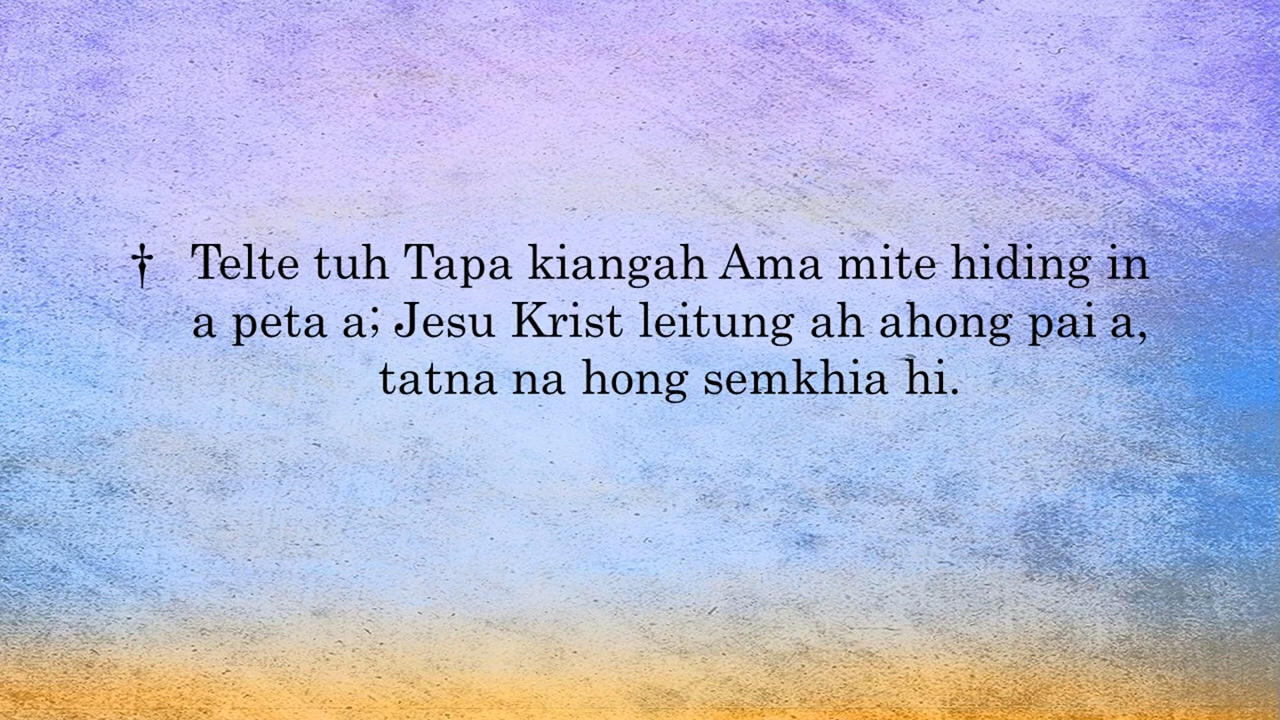 † Telte tuh Tapa kiangah Ama mite hiding in
a peta a; Jesu Krist leitung ah ahong pai a,
tatna na hong semkhia hi.